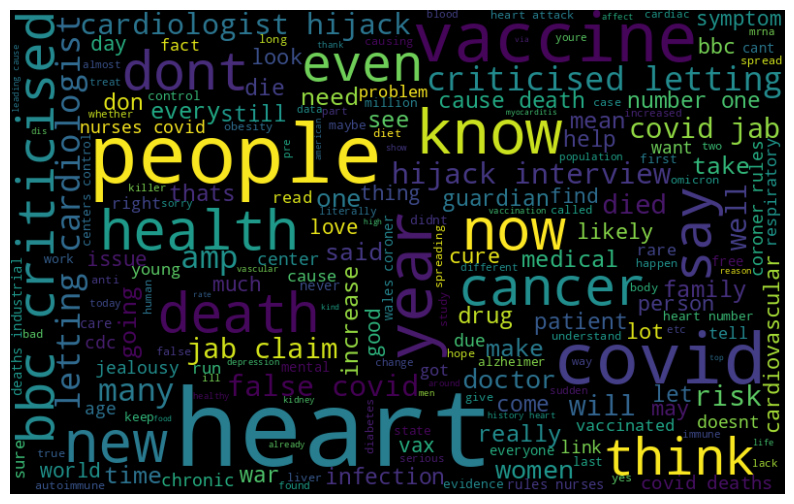 cardiologist hijack
vaccine
blood
heart attack
affect
cardiac
symptom
mrna
day
fact
long
almost
thank
via
causing
youre
bbc
cant
spread
dont
look
even
criticised letting
bbc criticised
letting cardiologist
leading cause
don
control
die
need
problem
cause death
number one
whether
every
still
data
part
million
maybe
treat
nurses covid
obesity
diet
see
mean
covid jab
case
increased
myocarditis
help
want
two
people
know
pre
american
show
hijack interview
population
first
take
omicron
centers control
dis
killer
thats
read
one
thing
right
sorry
literally
love
high
guardian
find
vaccination
called
died
well
coroner rules
respiratory
health
didnt
now
likely
say
year
spreading
different
happen
rare
free
reason
issue
amp
center
said
wales coroner
cure
medical
work
anti
young
vascular
much
cause
never
increase
cancer
body
person
family
today
human
death
rate
kind
good
study
drug
heart number
cardiovascular
deaths industrial
bad
care
going
cdc
false
jab claim
due
patient
lot
tell
etc
hope
understand
make
alzheimer
way
covid
jealousy
run
depression
change
got
mental
many
false covid
ill
age
keep
food
healthy
around
men
doctor
come
will
let
risk
may
doesnt
sudden
top
new
heart
kidney
state
give
history heart
vaccinated
immune
already
diabetes
vax
really
everyone
link
think
life
sure
true
world
time
war
infection
women
last
yes
lack
autoimmune
chronic
liver
found
serious
evidence
rules nurses
covid deaths